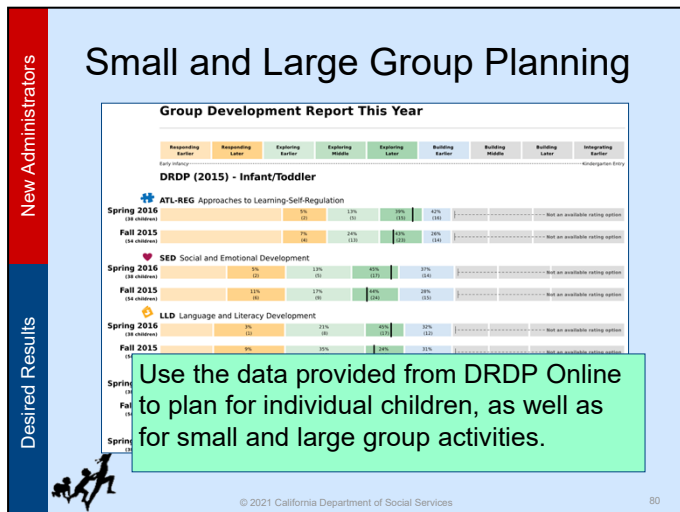 Small and Large Group Planning
New Administrators
Desired Results
Group Development Report This Year
Responding Earlier
Responding Later
Exploring Earlier
Exploring Middle
Exploring Later
Building Earlier
Building Middle
Building Later
Integrating Earlier
Early infancy
Kindergarten Entry
DRDP (2015) - Infant/Toddler
ATL-REG Approaches to Learning-Self-Regulation
Spring 2016 5% 13% 39% 42%
(38 children) (2) (5) (15) (16) Not an available rating option
Fall 2015 7% 24% 43% 26%
(54 children) (4) (13) (23) (14) Not an available rating option
SED Social and Emotional Development
Spring 2016 5% 13% 45% 37%
(38 children) (2) (5) (17) (14) Not an available rating option
Fall 2015 11% 17% 44% 28%
(54 children) (6) (9) (24) (15) Not an available rating option
LLD Language and Literacy Development
Spring 2016 3% 21% 45% 32%
(38 children) (1) (8) (17) (12) Not an available rating option
Fall 2015 9% 35% 24% 31%
Use the data provided from DRDP Online
to plan for individual children, as well as
for small and large group activities.
© 2021 California Department of Social Services
80